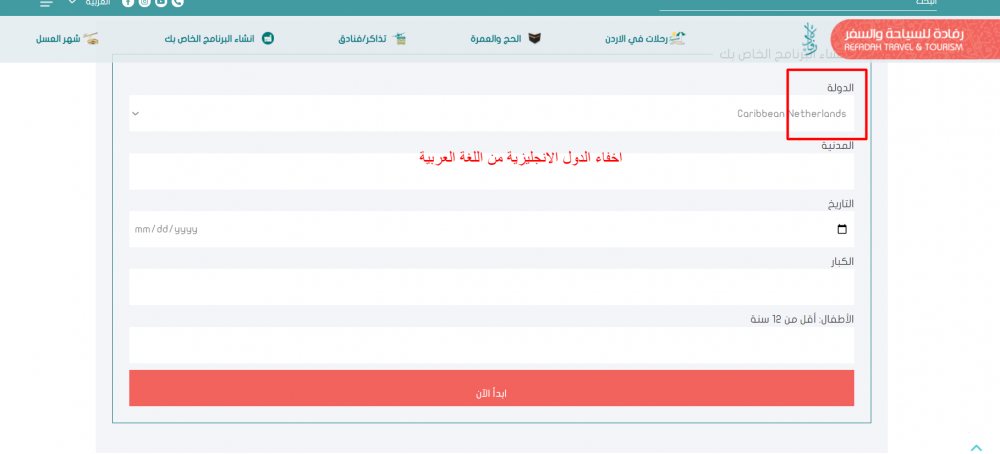 البحث
العربية
رفادة للسياحة والسفر
REFADAH TRAVEL & TOURISM
رحلات في الاردن
الحج والعمرة
تذاكر/فنادق
انشاء البرنامج الخاص بك
شهر العسل
انشاء البرنامج الخاص بك
الدولة
Caribbean Netherlands
المدنية
اخفاء الدول الانجليزية من اللغة العربية
التاريخ
mm/dd/yyyy
الكبار
الأطفال: أقل من 12 سنة
ابدأ الآن